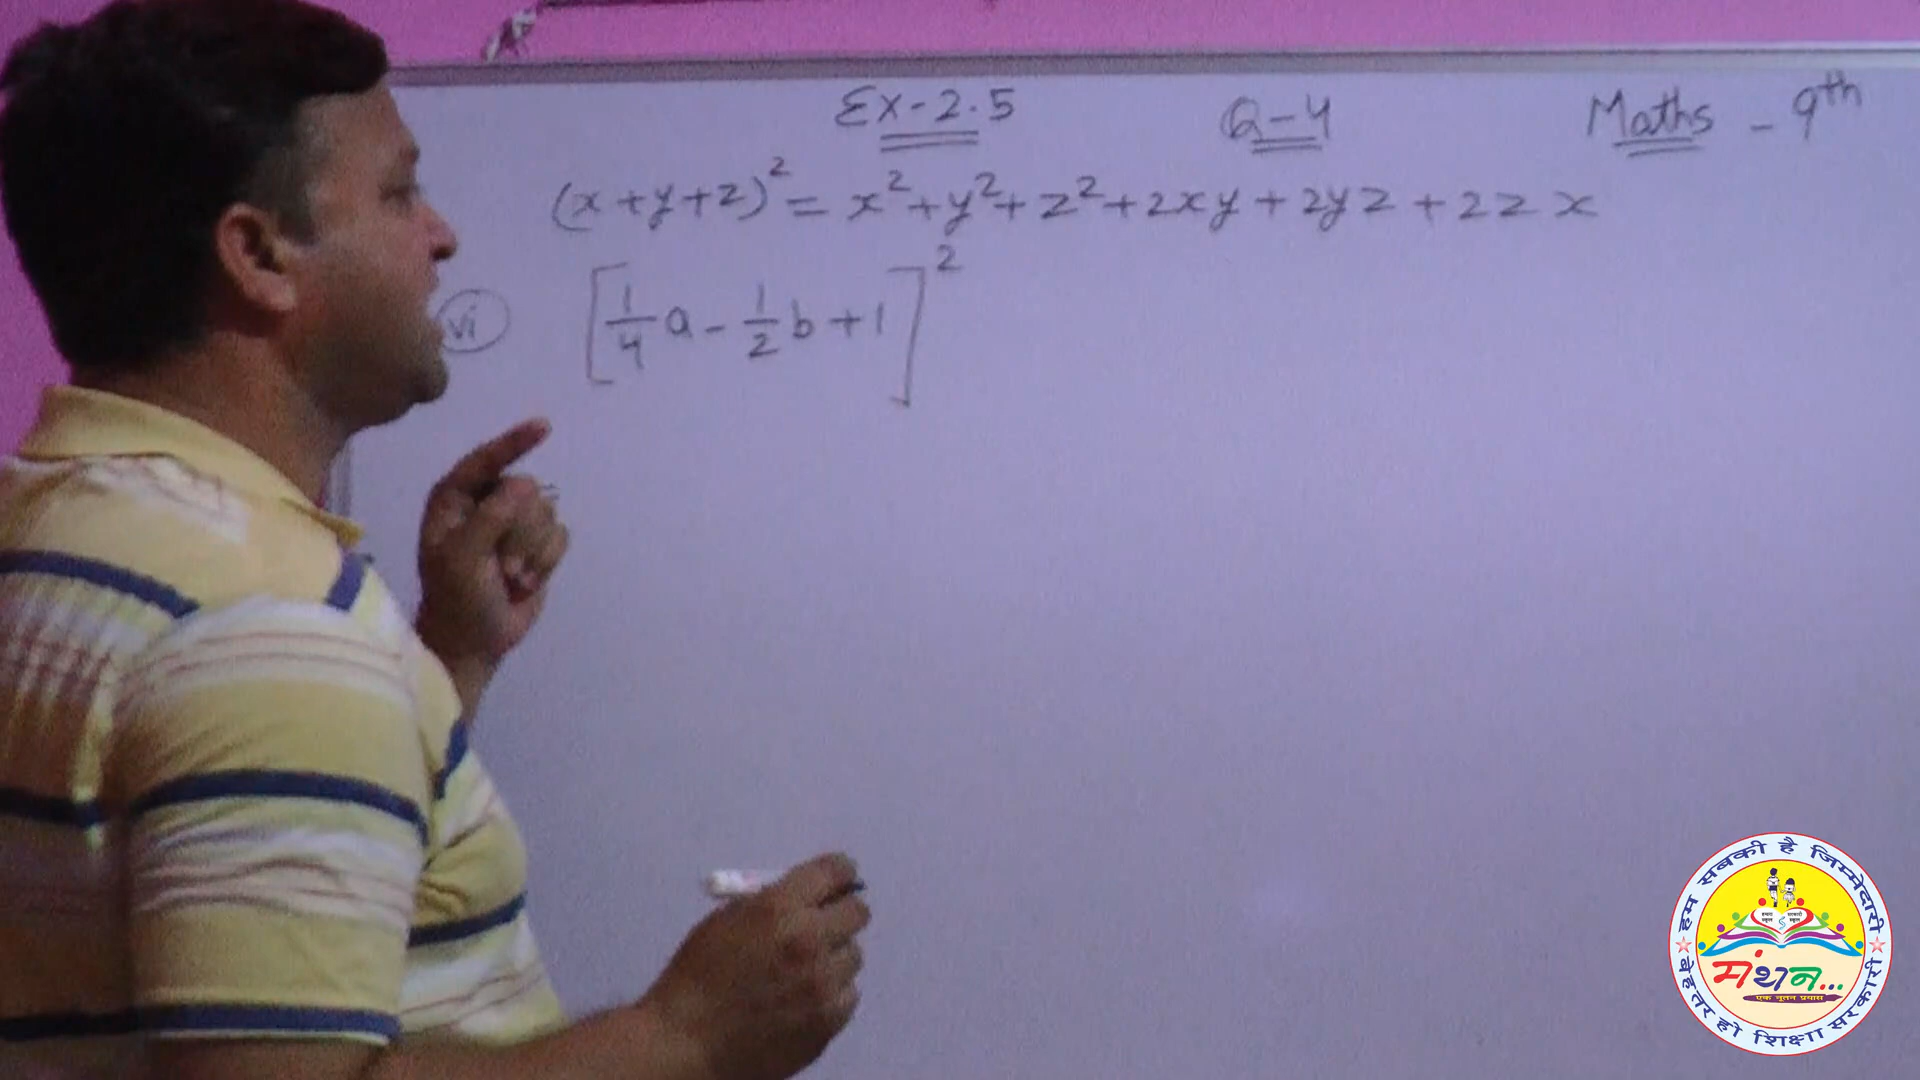 Ex-2.5 Q-4 Maths - 9th
(x+y+z)² = x²+y²+z²+2xy+2yz+2zx
vi [1/4 a - 1/2 b + 1]²
हम सबकी है जिम्मेदारी
मंथन...
एक नूतन प्रयास
बेहतर हो शिक्षा सरकारी